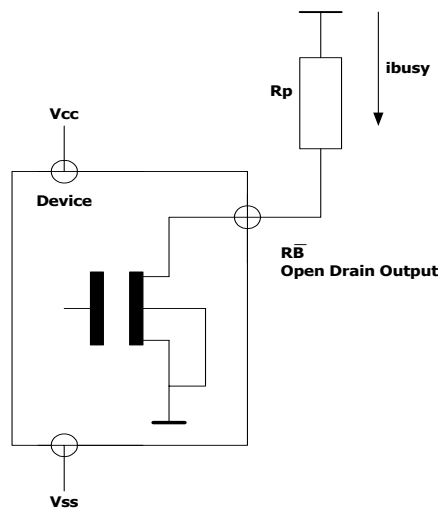 ibusy
Rp
Vcc
Device
RB̅
Open Drain Output
Vss